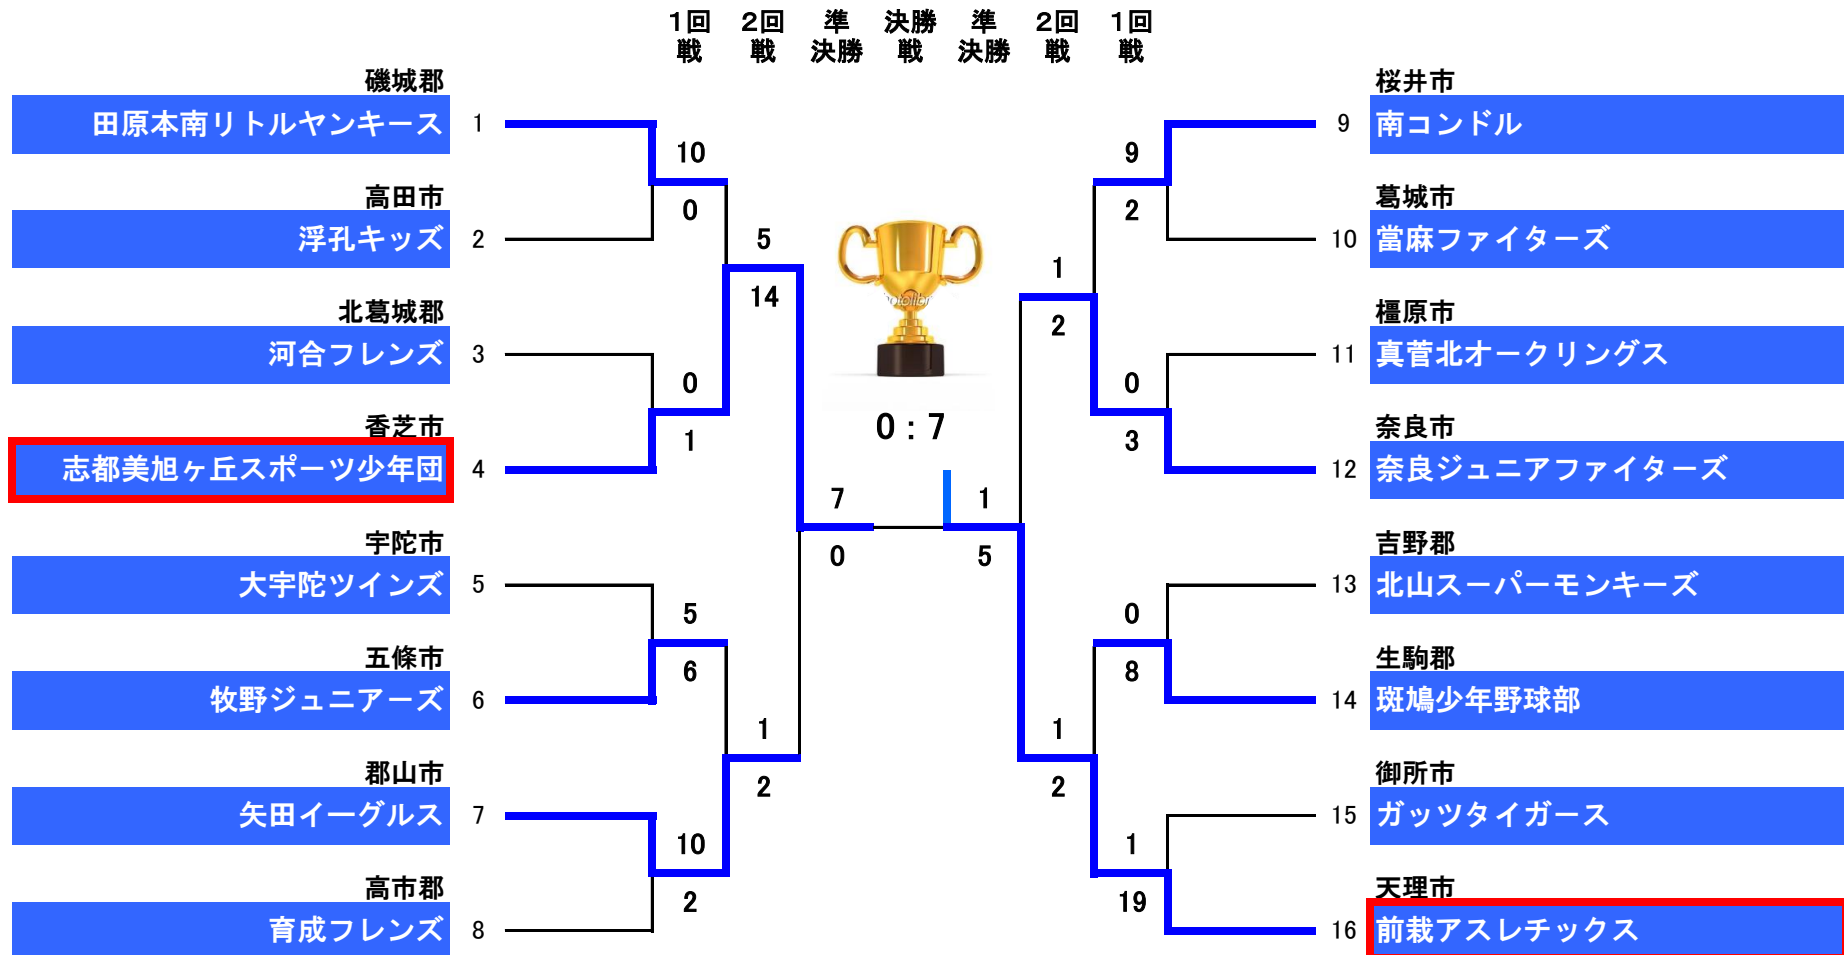 1回戦 2回戦 準決勝 決勝戦 準決勝 2回戦 1回戦
磯城郡
田原本南リトルヤンキース 1
10
高田市
0
浮孔キッズ 2
5
14
北葛城郡
河合フレンズ 3
0
香芝市
1
志都美旭ヶ丘スポーツ少年団 4
7
0
宇陀市
大宇陀ツインズ 5
5
五條市
6
牧野ジュニアーズ 6
1
2
郡山市
矢田イーグルス 7
10
高市郡
2
育成フレンズ 8
0:7
桜井市
9 南コンドル
9
葛城市
2
10 當麻ファイターズ
1
2
橿原市
11 真菅北オークリングス
0
奈良市
3
12 奈良ジュニアファイターズ
1
5
吉野郡
13 北山スーパーモンキーズ
0
生駒郡
8
14 斑鳩少年野球部
1
2
御所市
15 ガッツタイガース
1
天理市
19
16 前栽アスレチックス